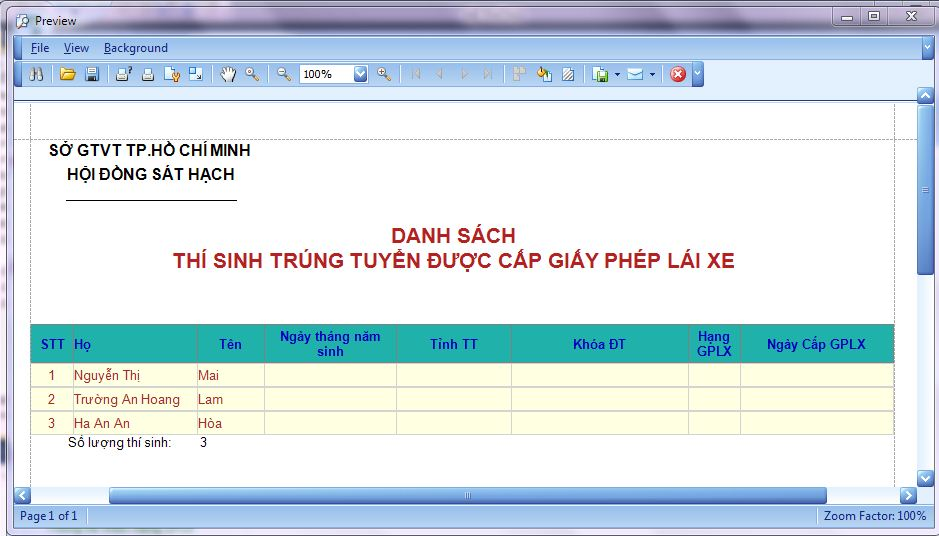 Preview
File View Background
100%
SỞ GTVT TP.HỒ CHÍ MINH
HỘI ĐỒNG SÁT HẠCH
DANH SÁCH
THÍ SINH TRÚNG TUYỂN ĐƯỢC CẤP GIẤY PHÉP LÁI XE
STT Họ Tên Ngày tháng năm sinh Tỉnh TT Khóa ĐT Hạng GPLX Ngày Cấp GPLX
1 Nguyễn Thị Mai
2 Trường An Hoang Lam
3 Ha An An Hòa
Số lượng thí sinh: 3
Page 1 of 1 Zoom Factor: 100%